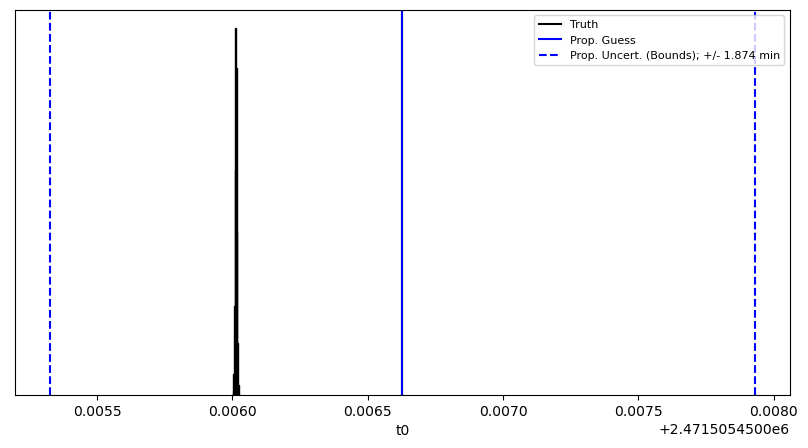 Truth
Prop. Guess
Prop. Uncert. (Bounds); +/- 1.874 min
0.0055 0.0060 0.0065 0.0070 0.0075 0.0080
+2.4715054500e6
t0